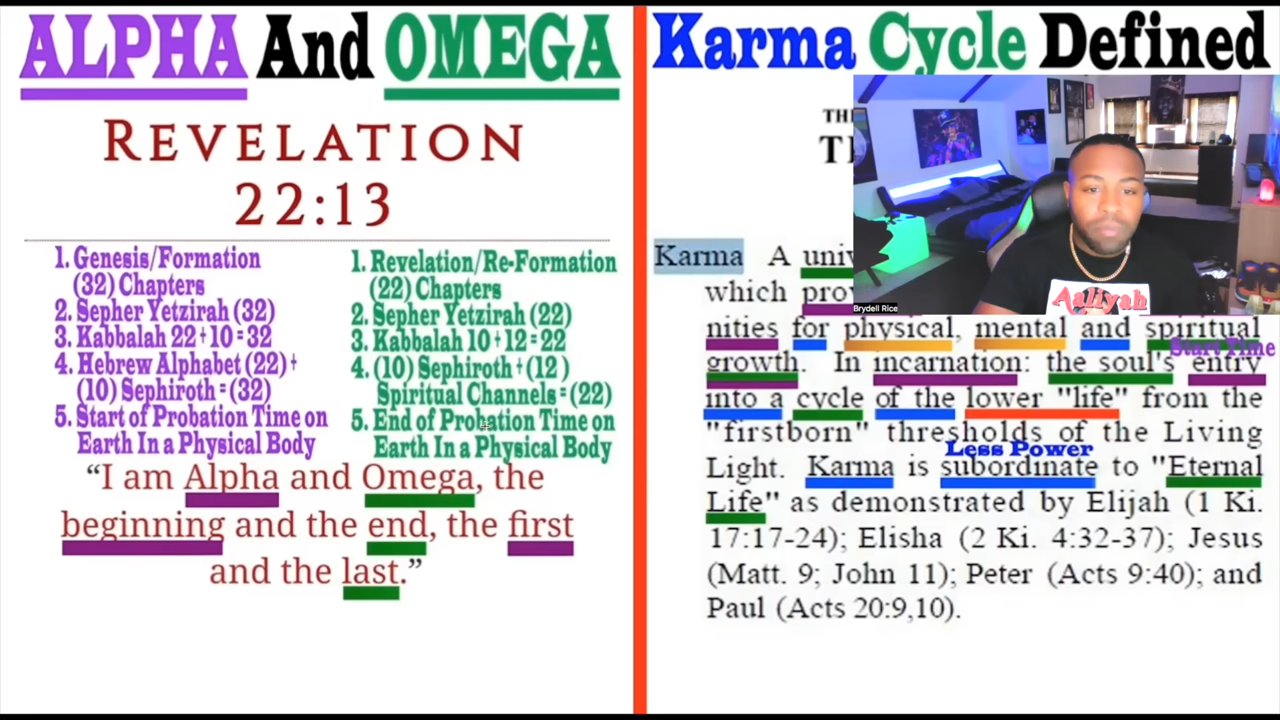 ALPHA And OMEGA
REVELATION
22:13
1. Genesis/Formation
(32) Chapters
2. Sepher Yetzirah (32)
3. Kabbalah 22+10=32
4. Hebrew Alphabet (22)+
(10) Sephiroth=(32)
5. Start of Probation Time on
Earth In a Physical Body
1. Revelation/Re-Formation
(22) Chapters
2. Sepher Yetzirah (22)
3. Kabbalah 10+12=22
4. (10) Sephiroth+(12)
Spiritual Channels=(22)
5. End of Probation Time on
Earth In a Physical Body
“I am Alpha and Omega, the
beginning and the end, the first
and the last.”
Karma Cycle Defined
Karma A
which
nities for physical, mental and spiritual
Start Time
growth. In incarnation: the soul's entry
into a cycle of the lower "life" from the
"firstborn" thresholds of the Living
Less Power
Light. Karma is subordinate to "Eternal
Life" as demonstrated by Elijah (1 Ki.
17:17-24); Elisha (2 Ki. 4:32-37); Jesus
(Matt. 9; John 11); Peter (Acts 9:40); and
Paul (Acts 20:9,10).
Aaliyah
Brydell Rice